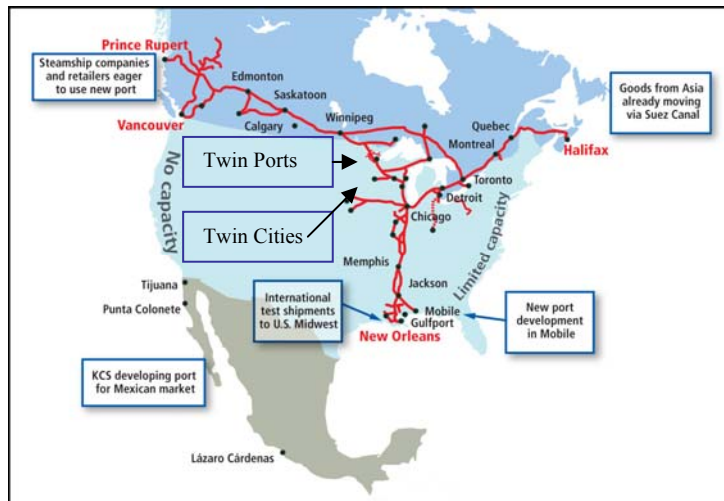 Prince Rupert
Steamship companies
and retailers eager
to use new port
Edmonton
Saskatoon
Vancouver
Calgary
Winnipeg
Quebec
Montreal
Goods from Asia
already moving
via Suez Canal
Halifax
Toronto
Detroit
Twin Ports
Twin Cities
Chicago
No capacity
Limited capacity
Memphis
Jackson
Tijuana
Punta Colonete
International
test shipments
to U.S. Midwest
Mobile
Gulfport
New Orleans
New port
development
in Mobile
KCS developing port
for Mexican market
Lázaro Cárdenas